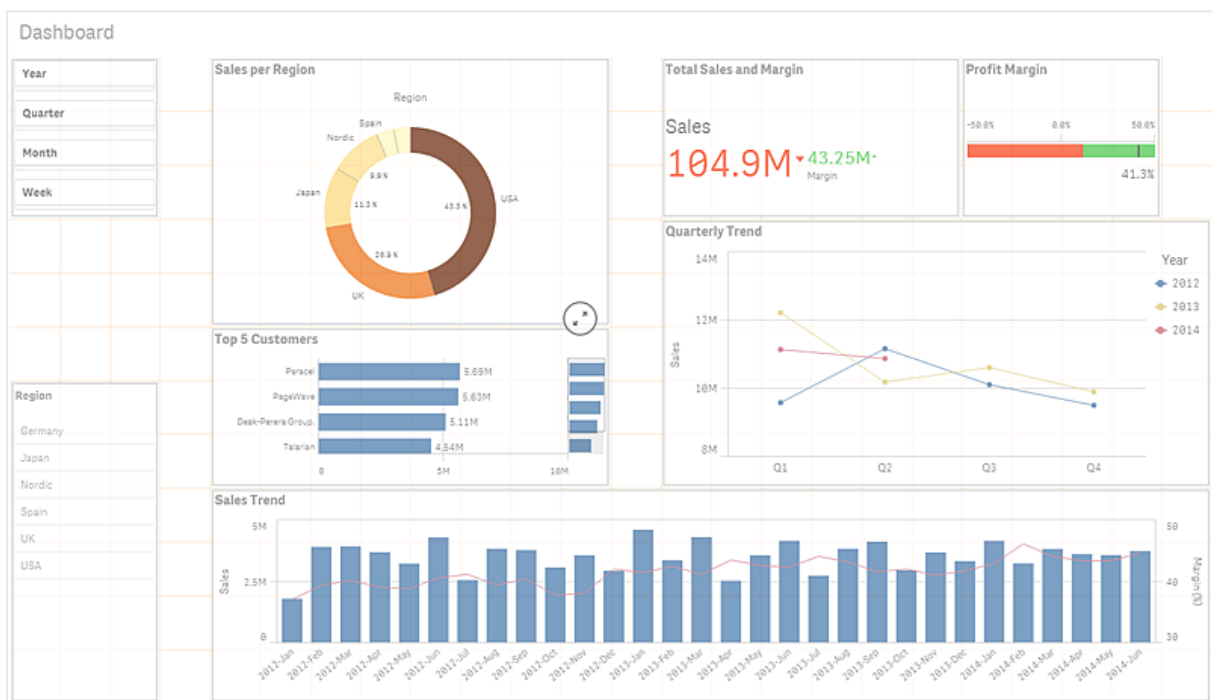 Dashboard
Year
Quarter
Month
Week
Region
Germany
Japan
Nordic
Spain
UK
USA
Sales per Region
Region
Spain
Nordic
9.9%
Japan
11.3%
USA
45.5%
26.9%
UK
Top 5 Customers
Paracel
5.69M
PageWave
5.63M
Deak-Perera Group.
5.11M
Talarian
4.54M
0 5M 10M
Total Sales and Margin
Sales
104.9M
43.25M
Margin
Profit Margin
-50.0% 0.0% 50.0%
41.3%
Quarterly Trend
14M
12M
10M
8M
Sales
Q1 Q2 Q3 Q4
Year
2012
2013
2014
Sales Trend
5M
2.5M
0
Sales
50
40
30
Margin (%)
2012-Jan 2012-Feb 2012-Mar 2012-Apr 2012-May 2012-Jun 2012-Jul 2012-Aug 2012-Sep 2012-Oct 2012-Nov 2012-Dec 2013-Jan 2013-Feb 2013-Mar 2013-Apr 2013-May 2013-Jun 2013-Jul 2013-Aug 2013-Sep 2013-Oct 2013-Nov 2013-Dec 2014-Jan 2014-Feb 2014-Mar 2014-Apr 2014-May 2014-Jun